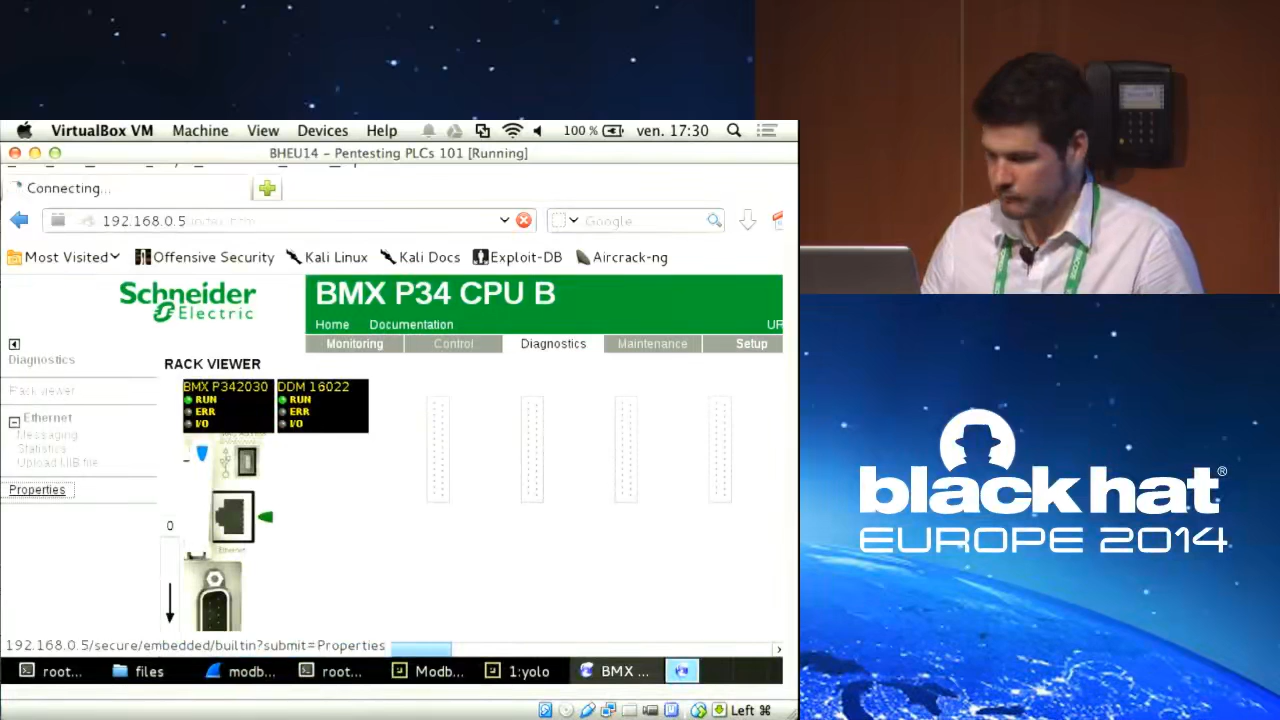 VirtualBox VM Machine View Devices Help 100 % ven. 17:30
BHEU14 – Pentesting PLCs 101 [Running]
Connecting...
192.168.0.5/index.htm Google
Most Visited Offensive Security Kali Linux Kali Docs Exploit-DB Aircrack-ng
Schneider Electric
BMX P34 CPU B
Home Documentation UR
Monitoring Control Diagnostics Maintenance Setup
Diagnostics
Rack viewer
Ethernet
Messaging
Statistics
Upload MIB file
Properties
RACK VIEWER
BMX P342030 DDM 16022
RUN RUN
ERR ERR
I/O I/O
Ethernet
0
192.168.0.5/secure/embedded/builtin?submit=Properties
root... files modb... root... Modb... 1:yolo BMX ...
Left ⌘
black hat®
EUROPE 2014